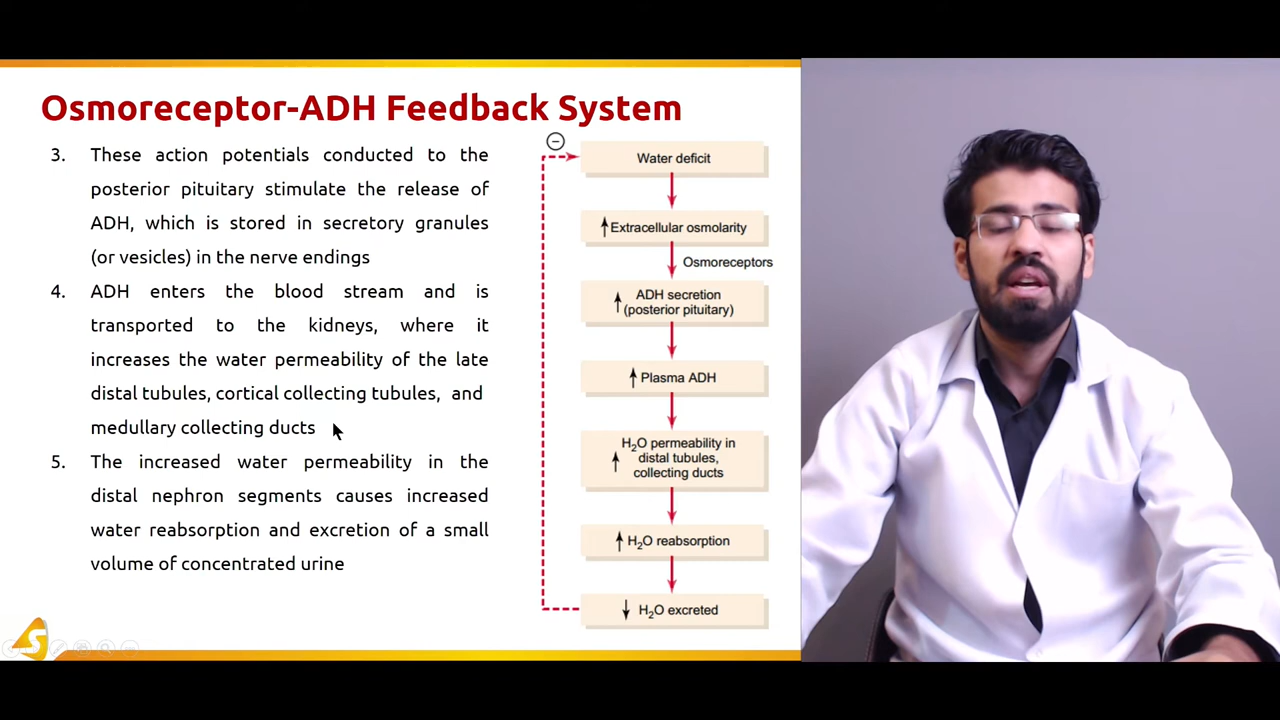 Osmoreceptor-ADH Feedback System
3. These action potentials conducted to the
posterior pituitary stimulate the release of
ADH, which is stored in secretory granules
(or vesicles) in the nerve endings
4. ADH enters the blood stream and is
transported to the kidneys, where it
increases the water permeability of the late
distal tubules, cortical collecting tubules, and
medullary collecting ducts
5. The increased water permeability in the
distal nephron segments causes increased
water reabsorption and excretion of a small
volume of concentrated urine
−
Water deficit
↑ Extracellular osmolarity
Osmoreceptors
↑ ADH secretion
(posterior pituitary)
↑ Plasma ADH
↑ H₂O permeability in
distal tubules,
collecting ducts
↑ H₂O reabsorption
↓ H₂O excreted
S